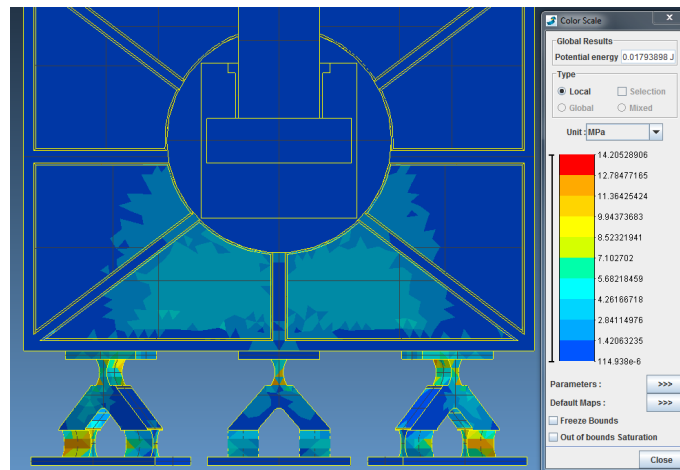 Color Scale
x
Global Results
Potential energy 0.01793898 J
Type
Local
Selection
Global
Mixed
Unit : MPa
14.20528906
12.78477165
11.36425424
9.94373683
8.52321941
7.102702
5.68218459
4.26166718
2.84114976
1.42063235
114.938e-6
Parameters :
>>>
Default Maps :
>>>
Freeze Bounds
Out of bounds Saturation
Close